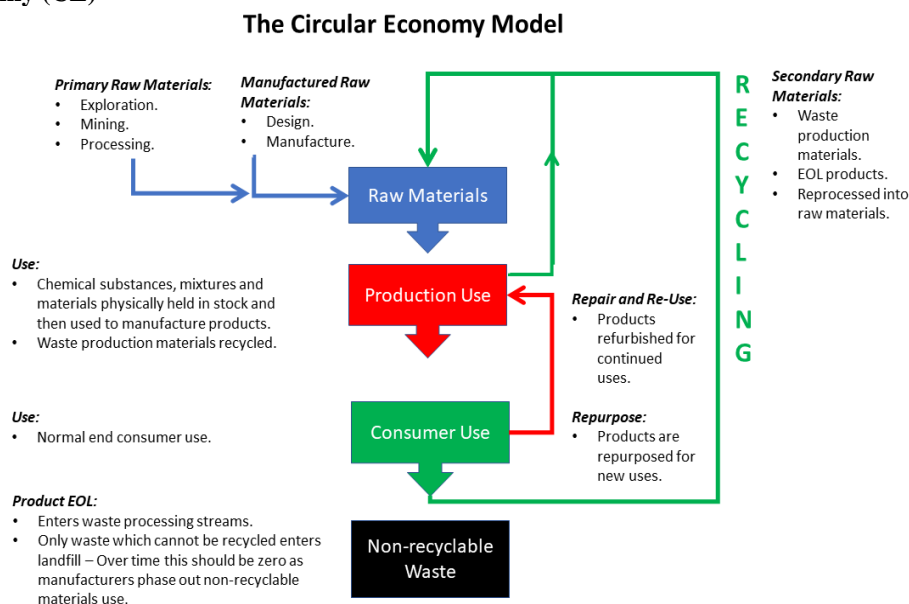 The Circular Economy Model
Primary Raw Materials:
• Exploration.
• Mining.
• Processing.
Manufactured Raw
Materials:
• Design.
• Manufacture.
Secondary Raw
Materials:
• Waste
production
materials.
• EOL products.
• Reprocessed into
raw materials.
R
E
C
Y
C
L
I
N
G
Raw Materials
Use:
• Chemical substances, mixtures and
materials physically held in stock and
then used to manufacture products.
• Waste production materials recycled.
Production Use
Repair and Re-Use:
• Products
refurbished for
continued
uses.
Use:
• Normal end consumer use.
Consumer Use
Repurpose:
• Products are
repurposed for
new uses.
Product EOL:
• Enters waste processing streams.
• Only waste which cannot be recycled enters
landfill – Over time this should be zero as
manufacturers phase out non-recyclable
materials use.
Non-recyclable
Waste